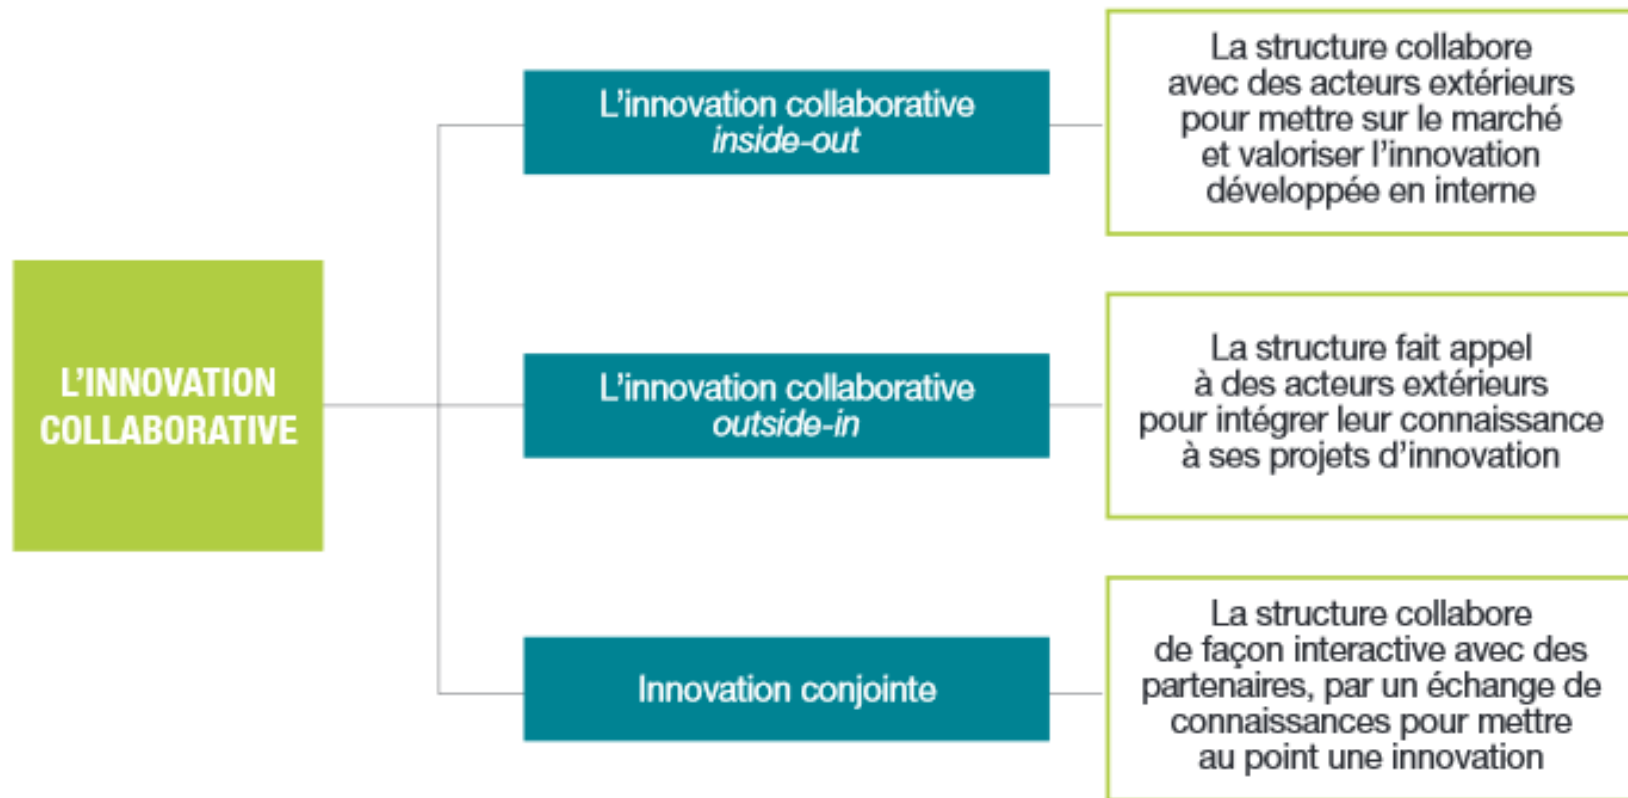 L'INNOVATION
COLLABORATIVE
L'innovation collaborative
inside-out
La structure collabore
avec des acteurs extérieurs
pour mettre sur le marché
et valoriser l'innovation
développée en interne
L'innovation collaborative
outside-in
La structure fait appel
à des acteurs extérieurs
pour intégrer leur connaissance
à ses projets d'innovation
Innovation conjointe
La structure collabore
de façon interactive avec des
partenaires, par un échange de
connaissances pour mettre
au point une innovation